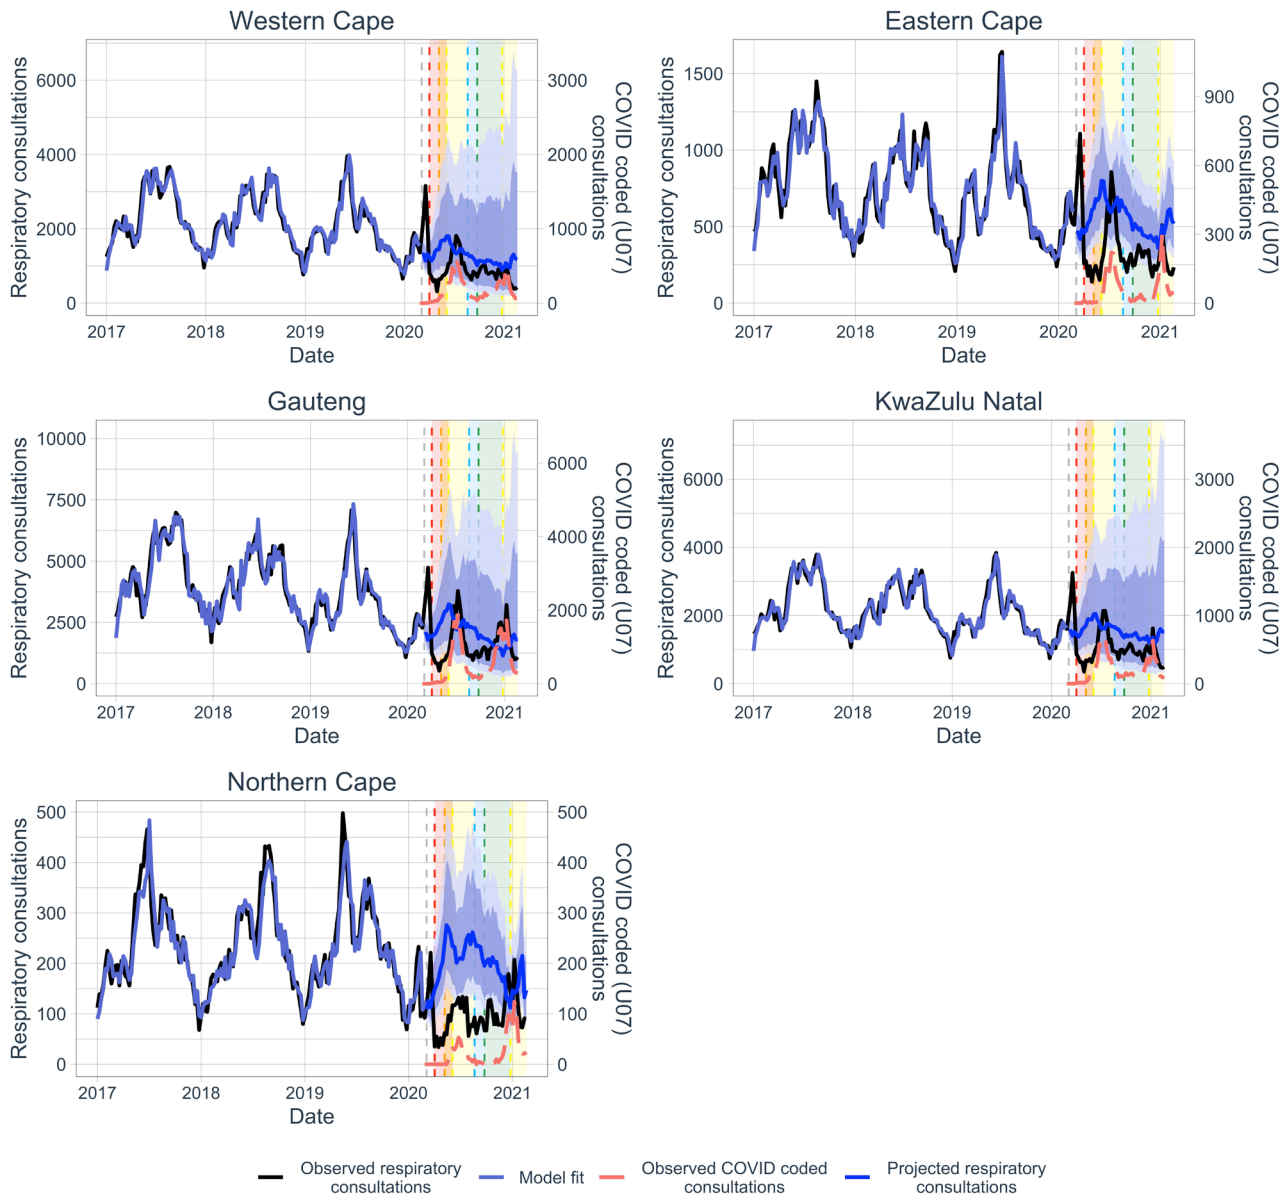 Western Cape
Respiratory consultations
6000
4000
2000
0
3000
2000
1000
0
COVID coded (U07)
consultations
2017 2018 2019 2020 2021
Date
Eastern Cape
Respiratory consultations
1500
1000
500
0
900
600
300
0
COVID coded (U07)
consultations
2017 2018 2019 2020 2021
Date
Gauteng
Respiratory consultations
10000
7500
5000
2500
0
6000
4000
2000
0
COVID coded (U07)
consultations
2017 2018 2019 2020 2021
Date
KwaZulu Natal
Respiratory consultations
6000
4000
2000
0
3000
2000
1000
0
COVID coded (U07)
consultations
2017 2018 2019 2020 2021
Date
Northern Cape
Respiratory consultations
500
400
300
200
100
0
500
400
300
200
100
0
COVID coded (U07)
consultations
2017 2018 2019 2020 2021
Date
Observed respiratory
consultations
Model fit
Observed COVID coded
consultations
Projected respiratory
consultations